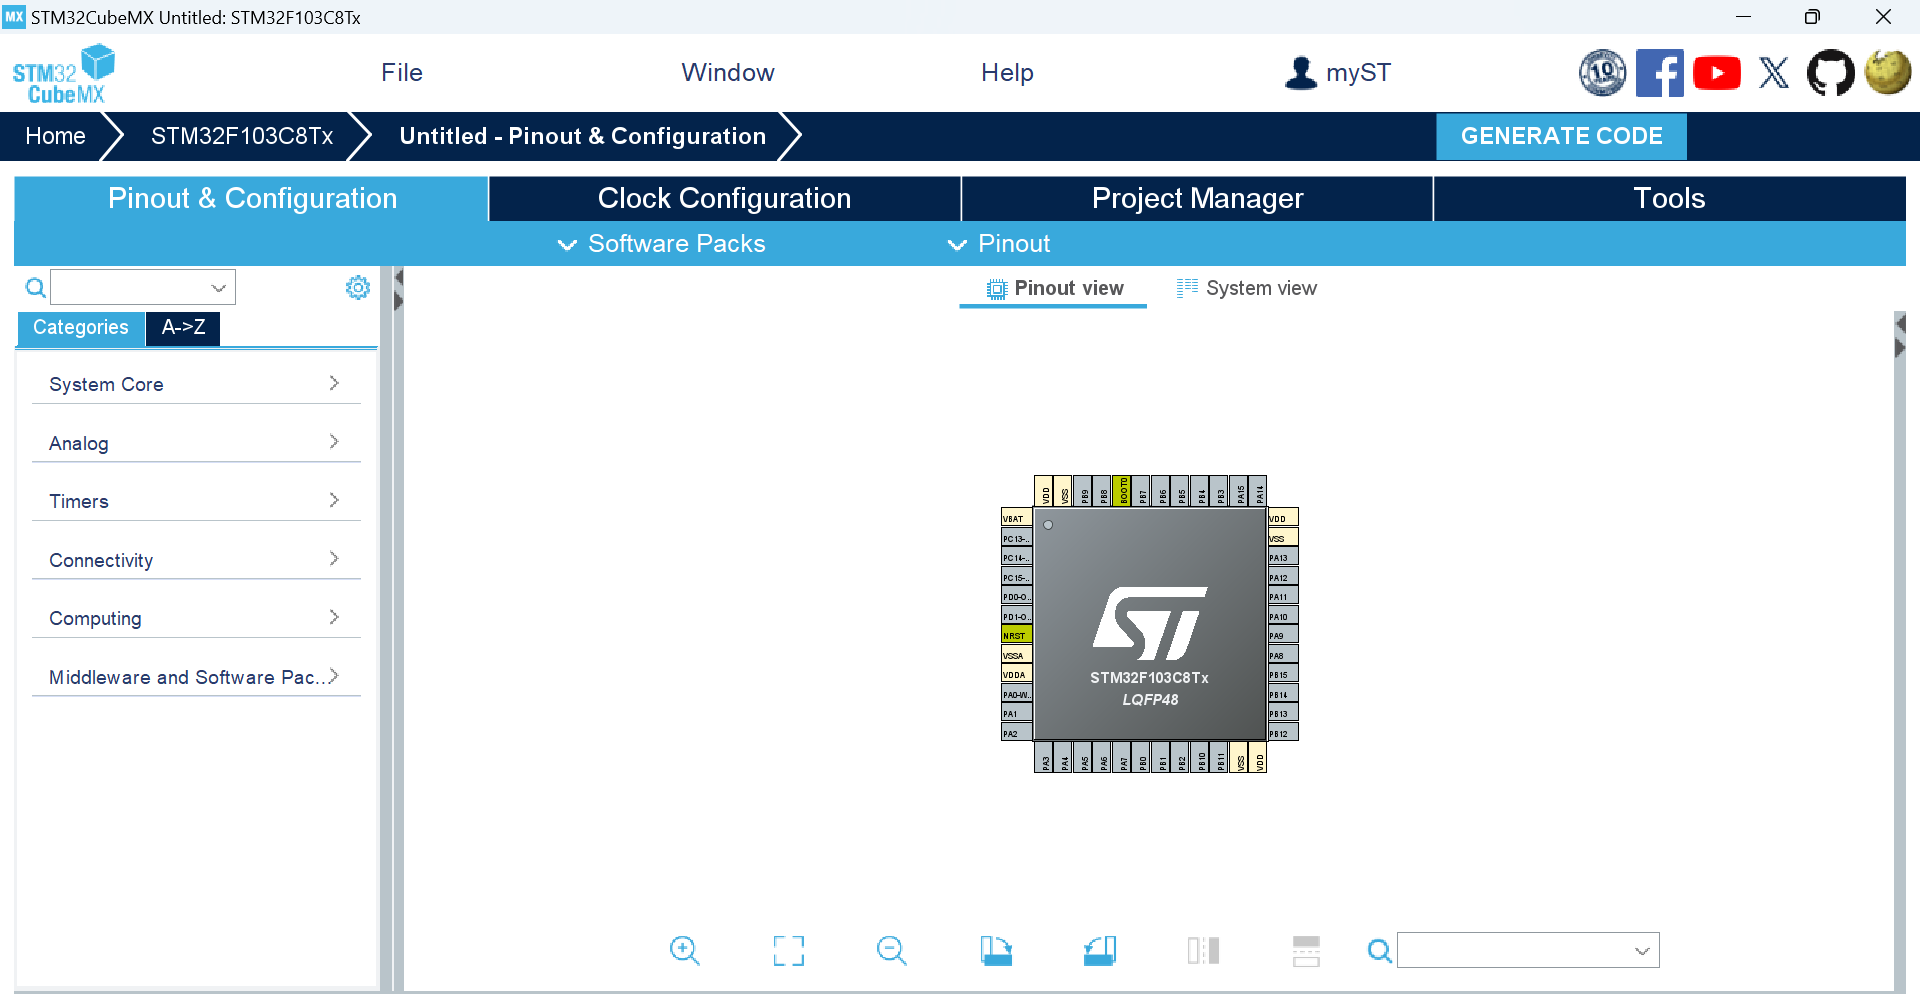 MX STM32CubeMX Untitled: STM32F103C8Tx
STM32
CubeMX
File
Window
Help
myST
10
Home
STM32F103C8Tx
Untitled - Pinout & Configuration
GENERATE CODE
Pinout & Configuration
Clock Configuration
Project Manager
Tools
Software Packs
Pinout
Pinout view
System view
Categories
A->Z
System Core
Analog
Timers
Connectivity
Computing
Middleware and Software Pac...
VDD
VSS
PB9
PB8
BOOT0
PB7
PB6
PB5
PB4
PB3
PA15
PA14
VBAT
PC13-..
PC14-..
PC15-..
PD0-O..
PD1-O..
NRST
VSSA
VDDA
PA0-W..
PA1
PA2
VDD
VSS
PA13
PA12
PA11
PA10
PA9
PA8
PB15
PB14
PB13
PB12
ST
STM32F103C8Tx
LQFP48
PA3
PA4
PA5
PA6
PA7
PB0
PB1
PB2
PB10
PB11
VSS
VDD